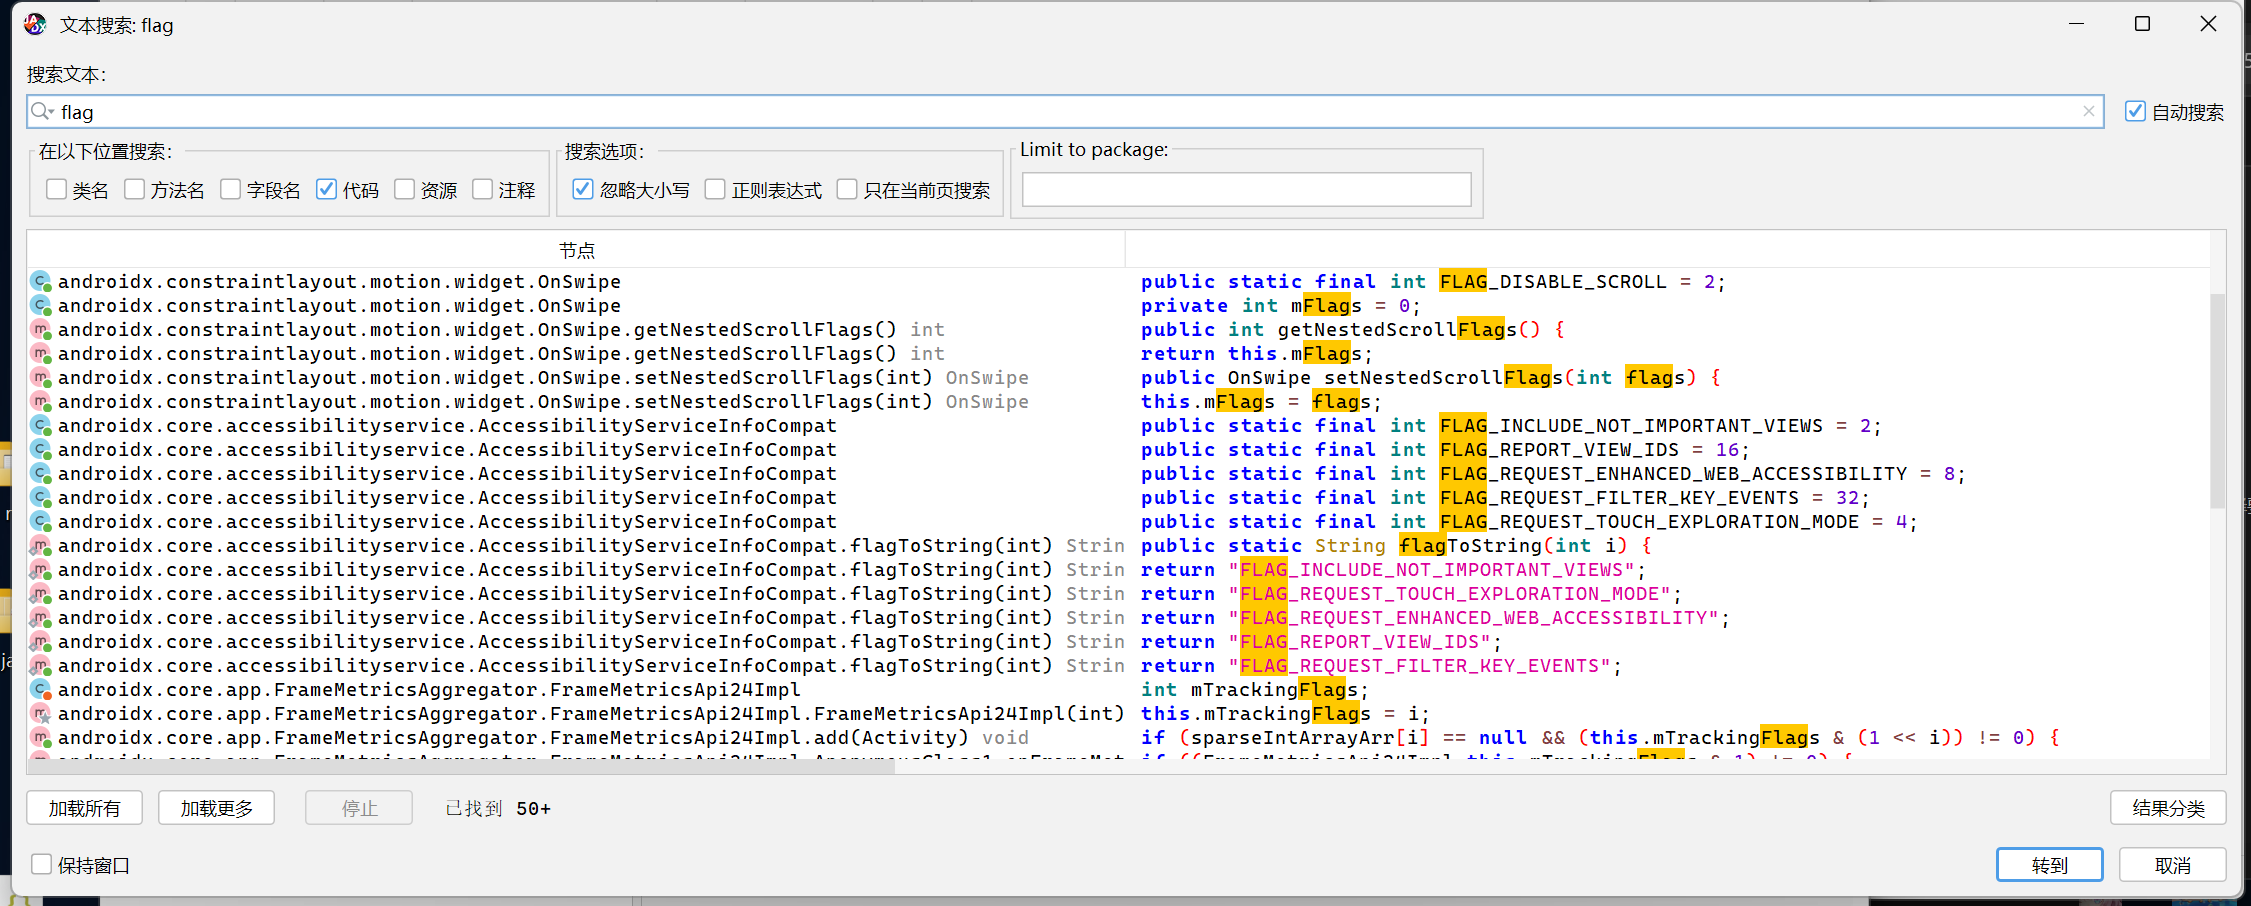 文本搜索: flag
搜索文本:
flag
自动搜索
在以下位置搜索:
类名 方法名 字段名 代码 资源 注释
搜索选项:
忽略大小写 正则表达式 只在当前页搜索
Limit to package:
节点
androidx.constraintlayout.motion.widget.OnSwipe public static final int FLAG_DISABLE_SCROLL = 2;
androidx.constraintlayout.motion.widget.OnSwipe private int mFlags = 0;
androidx.constraintlayout.motion.widget.OnSwipe.getNestedScrollFlags() int public int getNestedScrollFlags() {
androidx.constraintlayout.motion.widget.OnSwipe.getNestedScrollFlags() int return this.mFlags;
androidx.constraintlayout.motion.widget.OnSwipe.setNestedScrollFlags(int) OnSwipe public OnSwipe setNestedScrollFlags(int flags) {
androidx.constraintlayout.motion.widget.OnSwipe.setNestedScrollFlags(int) OnSwipe this.mFlags = flags;
androidx.core.accessibilityservice.AccessibilityServiceInfoCompat public static final int FLAG_INCLUDE_NOT_IMPORTANT_VIEWS = 2;
androidx.core.accessibilityservice.AccessibilityServiceInfoCompat public static final int FLAG_REPORT_VIEW_IDS = 16;
androidx.core.accessibilityservice.AccessibilityServiceInfoCompat public static final int FLAG_REQUEST_ENHANCED_WEB_ACCESSIBILITY = 8;
androidx.core.accessibilityservice.AccessibilityServiceInfoCompat public static final int FLAG_REQUEST_FILTER_KEY_EVENTS = 32;
androidx.core.accessibilityservice.AccessibilityServiceInfoCompat public static final int FLAG_REQUEST_TOUCH_EXPLORATION_MODE = 4;
androidx.core.accessibilityservice.AccessibilityServiceInfoCompat.flagToString(int) Strin public static String flagToString(int i) {
androidx.core.accessibilityservice.AccessibilityServiceInfoCompat.flagToString(int) Strin return "FLAG_INCLUDE_NOT_IMPORTANT_VIEWS";
androidx.core.accessibilityservice.AccessibilityServiceInfoCompat.flagToString(int) Strin return "FLAG_REQUEST_TOUCH_EXPLORATION_MODE";
androidx.core.accessibilityservice.AccessibilityServiceInfoCompat.flagToString(int) Strin return "FLAG_REQUEST_ENHANCED_WEB_ACCESSIBILITY";
androidx.core.accessibilityservice.AccessibilityServiceInfoCompat.flagToString(int) Strin return "FLAG_REPORT_VIEW_IDS";
androidx.core.accessibilityservice.AccessibilityServiceInfoCompat.flagToString(int) Strin return "FLAG_REQUEST_FILTER_KEY_EVENTS";
androidx.core.app.FrameMetricsAggregator.FrameMetricsApi24Impl int mTrackingFlags;
androidx.core.app.FrameMetricsAggregator.FrameMetricsApi24Impl.FrameMetricsApi24Impl(int) this.mTrackingFlags = i;
androidx.core.app.FrameMetricsAggregator.FrameMetricsApi24Impl.add(Activity) void if (sparseIntArrayArr[i] == null && (this.mTrackingFlags & (1 << i)) != 0) {
加载所有 加载更多 停止 已找到 50+ 结果分类
保持窗口 转到 取消